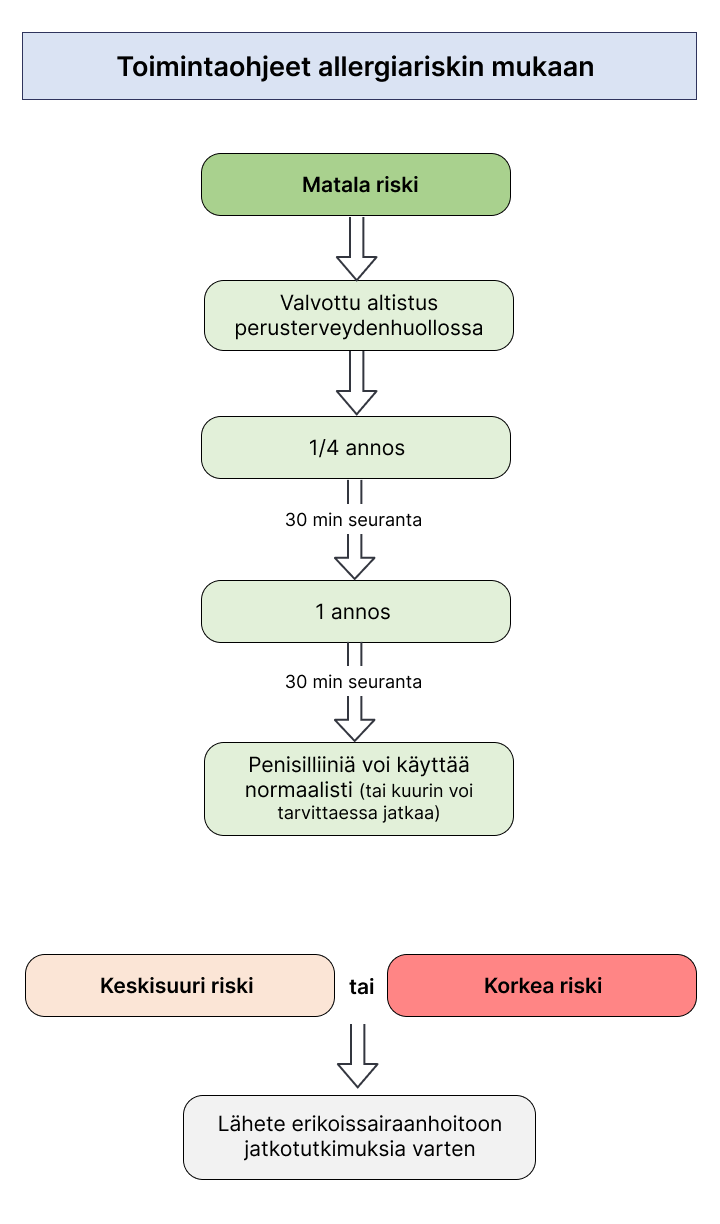 Toimintaohjeet allergiariskin mukaan
Matala riski
Valvottu altistus
perusterveydenhuollossa
1/4 annos
30 min seuranta
1 annos
30 min seuranta
Penisilliiniä voi käyttää
normaalisti (tai kuurin voi
tarvittaessa jatkaa)
Keskisuuri riski
tai
Korkea riski
Lähete erikoissairaanhoitoon
jatkotutkimuksia varten